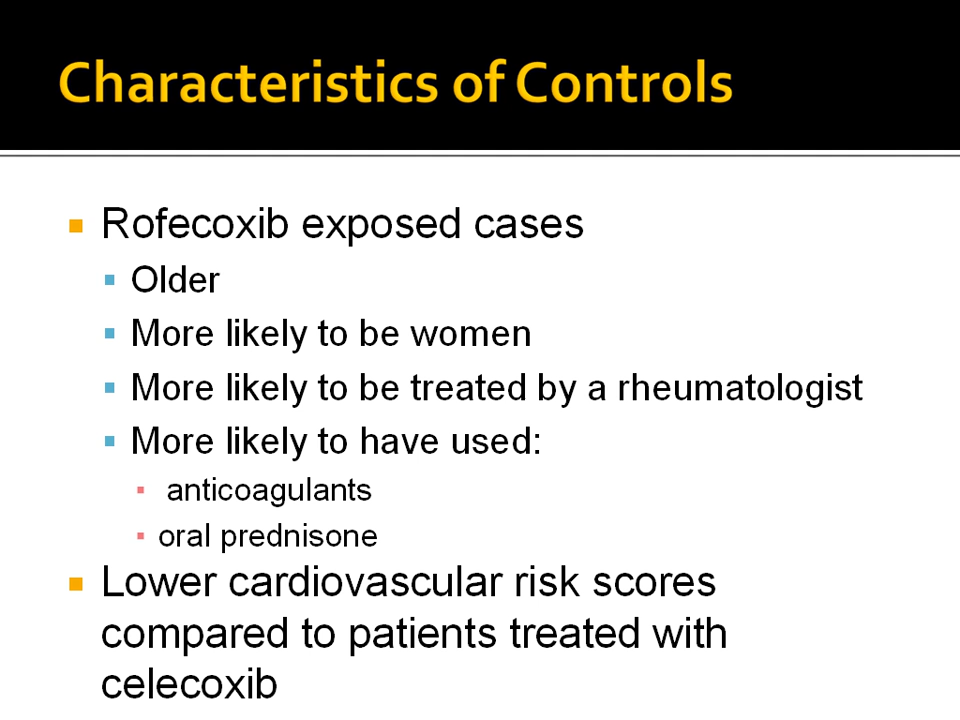 Characteristics of Controls
Rofecoxib exposed cases
Older
More likely to be women
More likely to be treated by a rheumatologist
More likely to have used:
anticoagulants
oral prednisone
Lower cardiovascular risk scores
compared to patients treated with
celecoxib